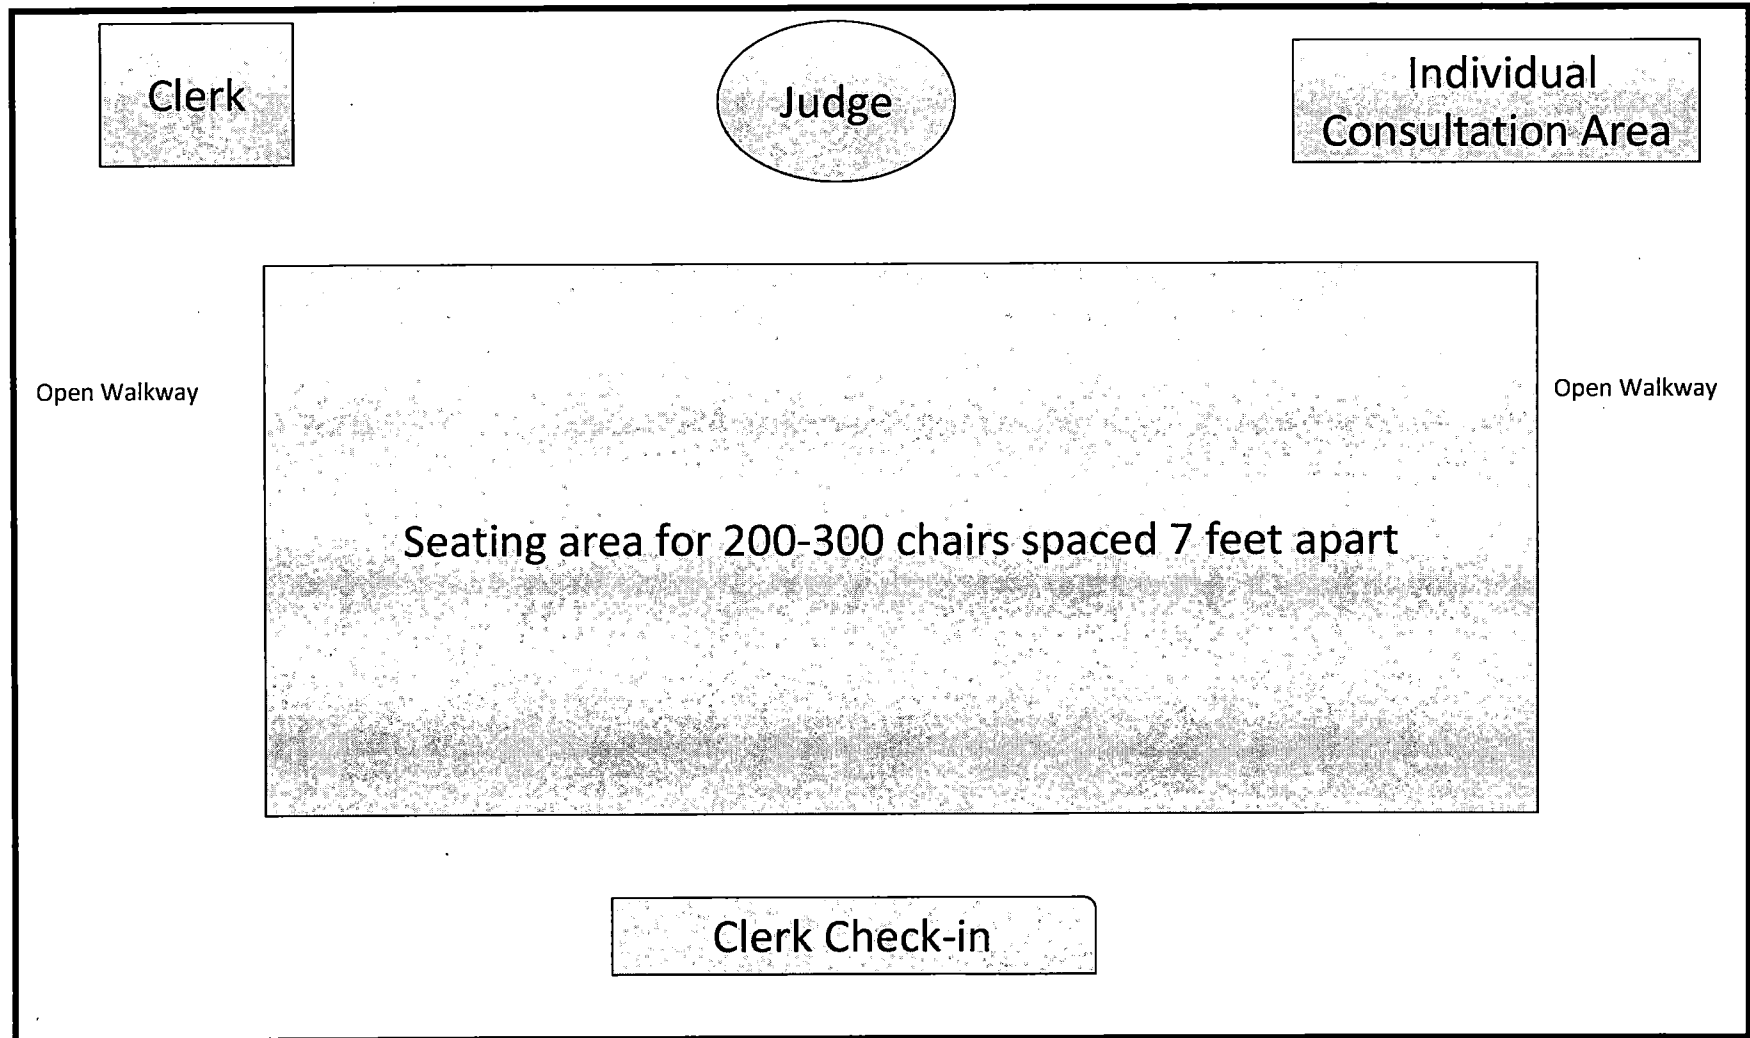 Clerk
Judge
Individual
Consultation Area
Open Walkway
Open Walkway
Seating area for 200-300 chairs spaced 7 feet apart
Clerk Check-in